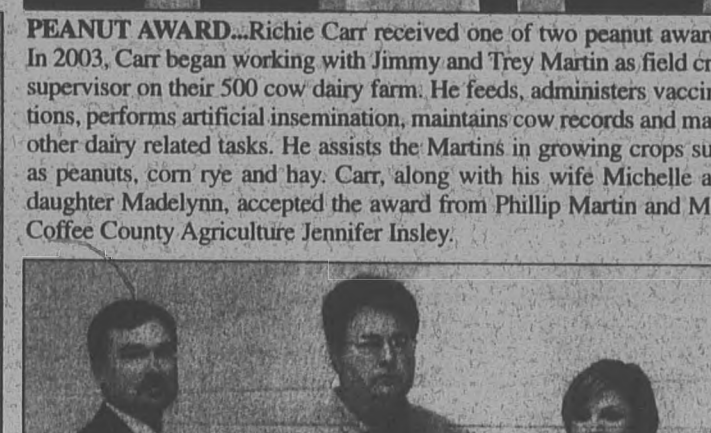 PEANUT AWARD...Richie Carr received one of two peanut awar
In 2003, Carr began working with Jimmy and Trey Martin as field cr
supervisor on their 500 cow dairy farm. He feeds, administers vaccin
tions, performs artificial insemination, maintains cow records and ma
other dairy related tasks. He assists the Martins in growing crops su
as peanuts, corn rye and hay. Carr, along with his wife Michelle a
daughter Madelynn, accepted the award from Phillip Martin and M
Coffee County Agriculture Jennifer Insley.